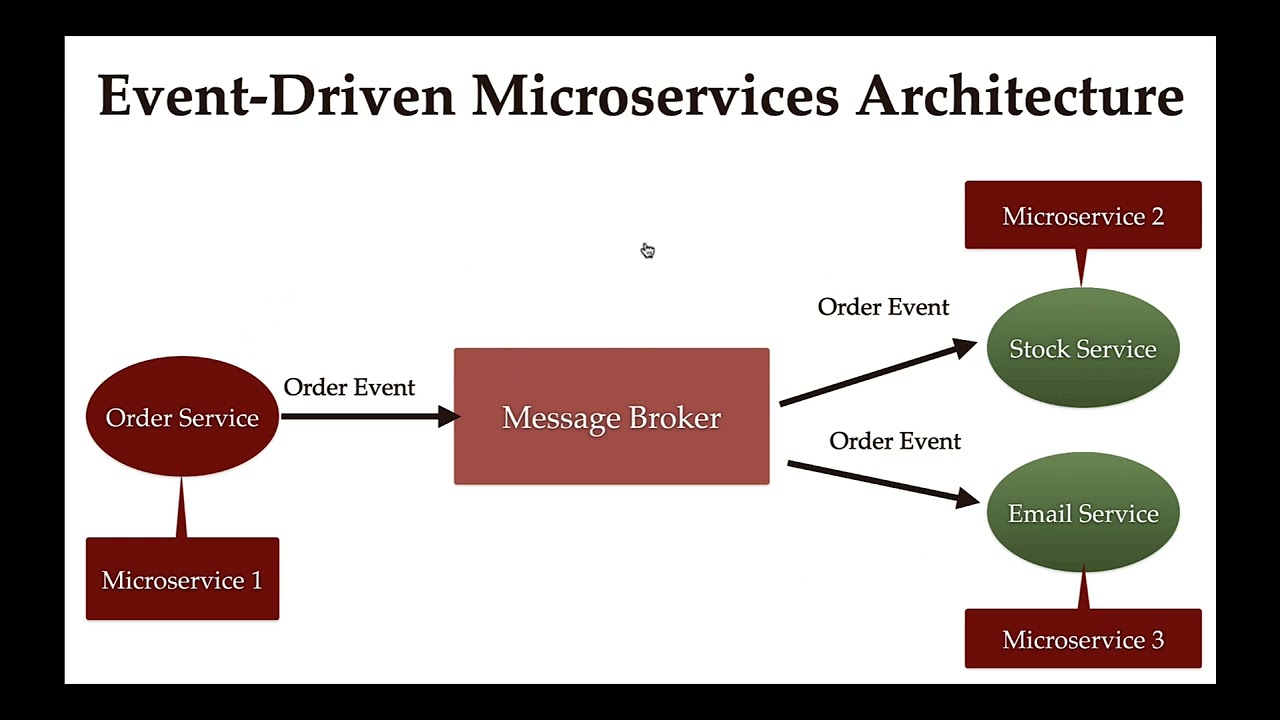 Event-Driven Microservices Architecture
Microservice 2
Order Event
Stock Service
Order Event
Order Service
Message Broker
Order Event
Email Service
Microservice 1
Microservice 3